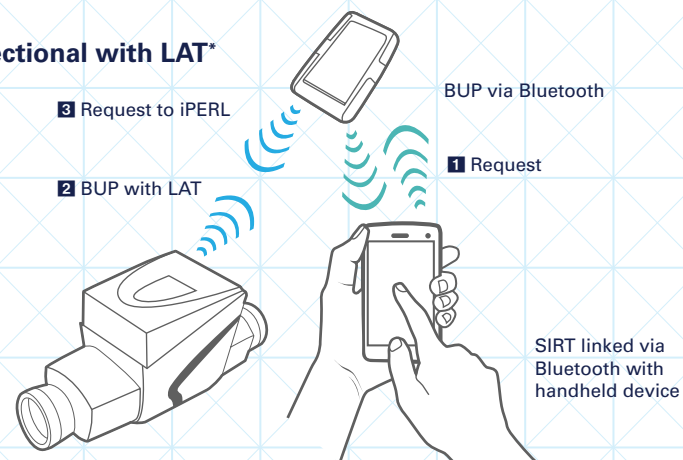 ectional with LAT*
3 Request to iPERL
BUP via Bluetooth
1 Request
2 BUP with LAT
SIRT linked via
Bluetooth with
handheld device